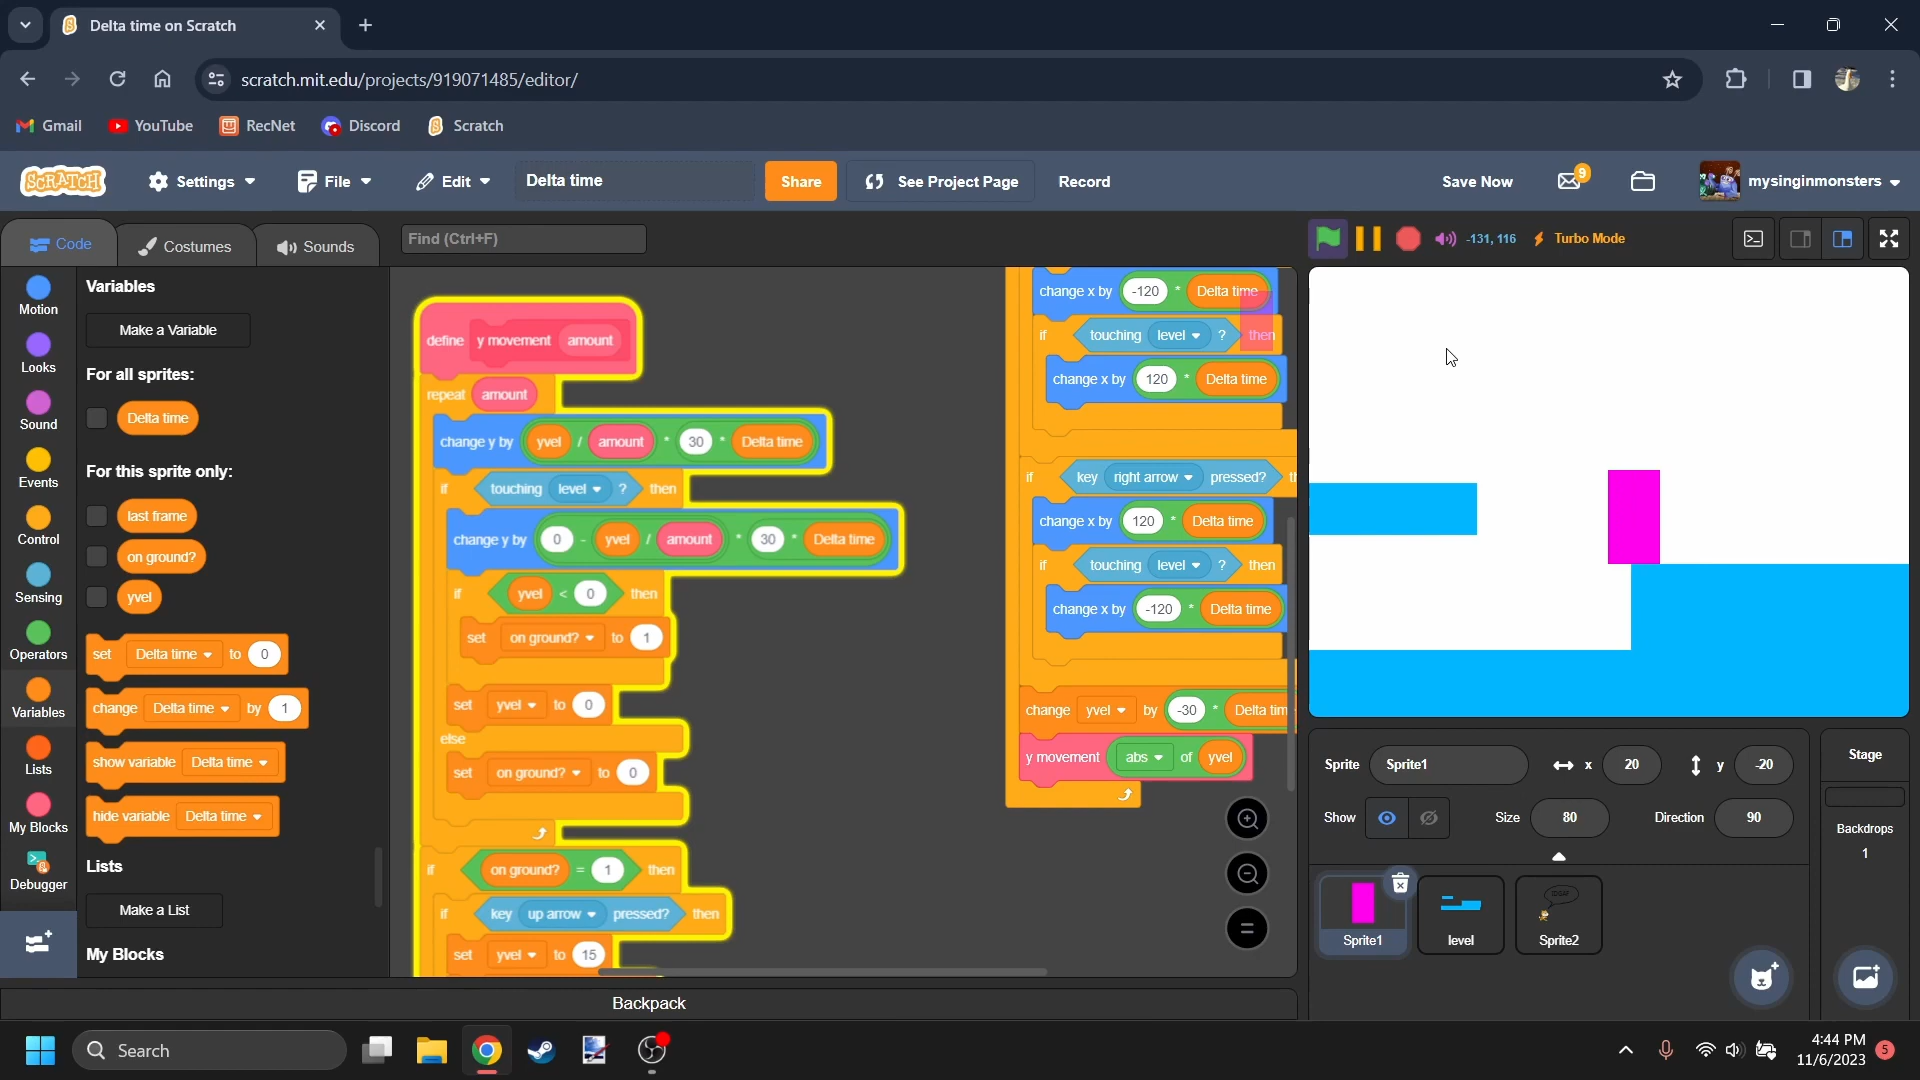 Delta time on Scratch
scratch.mit.edu/projects/919071485/editor/
Gmail
YouTube
RecNet
Discord
Scratch
SCRATCH
Settings
File
Edit
Delta time
Share
See Project Page
Record
Save Now
9
mysinginmonsters
Code
Costumes
Sounds
Find (Ctrl+F)
-131, 116
Turbo Mode
Motion
Looks
Sound
Events
Control
Sensing
Operators
Variables
Lists
My Blocks
Debugger
Variables
Make a Variable
For all sprites:
Delta time
For this sprite only:
last frame
on ground?
yvel
set Delta time to 0
change Delta time by 1
show variable Delta time
hide variable Delta time
Lists
Make a List
My Blocks
define y movement amount
repeat amount
change y by yvel / amount * 30 * Delta time
if touching level ? then
change y by 0 - yvel / amount * 30 * Delta time
if yvel < 0 then
set on ground? to 1
set yvel to 0
else
set on ground? to 0
if on ground? = 1 then
if key up arrow pressed? then
set yvel to 15
change x by -120 * Delta time
if touching level ? then
change x by 120 * Delta time
if key right arrow pressed? th
change x by 120 * Delta time
if touching level ? then
change x by -120 * Delta time
change yvel by -30 * Delta tim
y movement abs of yvel
Backpack
Sprite Sprite1 x 20 y -20
Show Size 80 Direction 90
Sprite1
level
Sprite2
Stage
Backdrops
1
Search
4:44 PM
11/6/2023
5